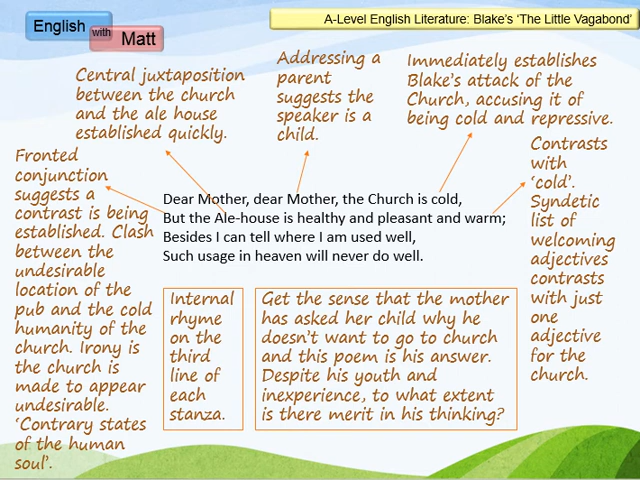 English
with
Matt
A-Level English Literature: Blake's 'The Little Vagabond'
Central juxtaposition
between the church
and the ale house
established quickly.
Addressing a
parent
suggests the
speaker is a
child.
Immediately establishes
Blake's attack of the
Church, accusing it of
being cold and repressive.
Fronted
conjunction
suggests a
contrast is being
established. Clash
between the
undesirable
location of the
pub and the cold
humanity of the
church. Irony is
the church is
made to appear
undesirable.
'Contrary states
of the human
soul'.
Dear Mother, dear Mother, the Church is cold,
But the Ale-house is healthy and pleasant and warm;
Besides I can tell where I am used well,
Such usage in heaven will never do well.
Contrasts
with
'cold'.
Syndetic
list of
welcoming
adjectives
contrasts
with just
one
adjective
for the
church.
Internal
rhyme
on the
third
line of
each
stanza.
Get the sense that the mother
has asked her child why he
doesn't want to go to church
and this poem is his answer.
Despite his youth and
inexperience, to what extent
is there merit in his thinking?